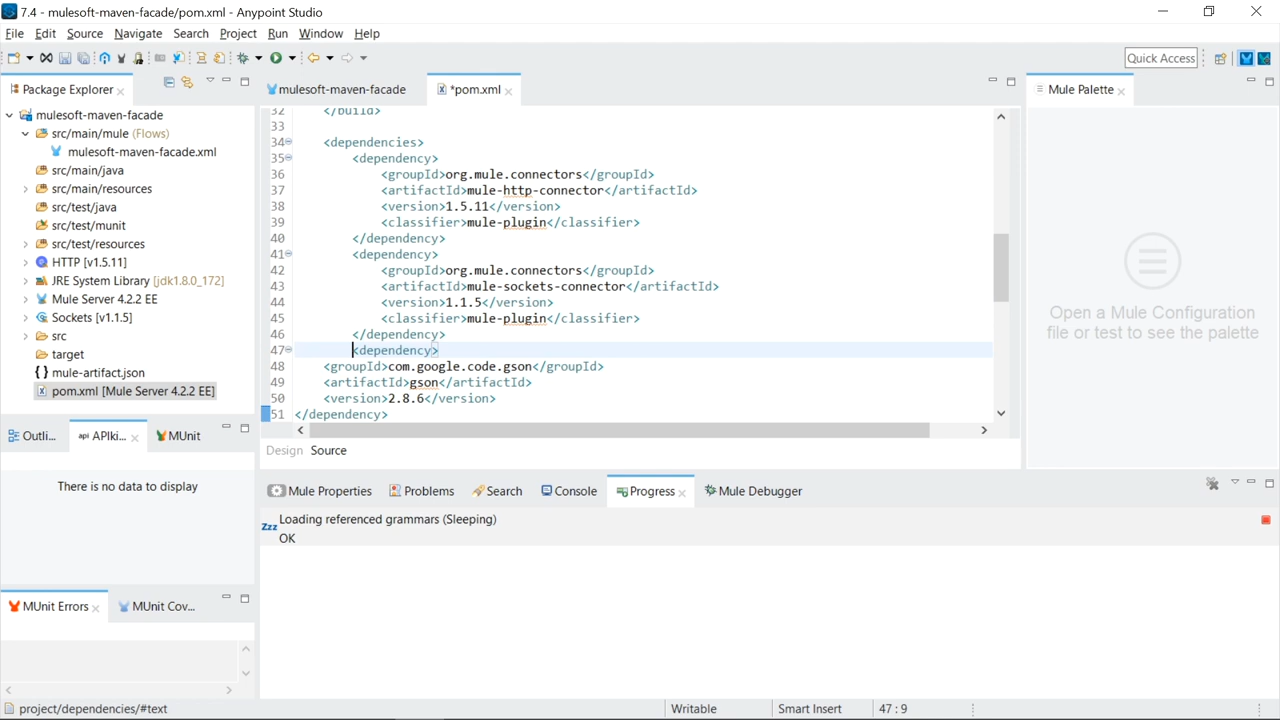 7.4 - mulesoft-maven-facade/pom.xml - Anypoint Studio
File Edit Source Navigate Search Project Run Window Help
Quick Access
Package Explorer
mulesoft-maven-facade
src/main/mule (Flows)
mulesoft-maven-facade.xml
src/main/java
src/main/resources
src/test/java
src/test/munit
src/test/resources
HTTP [v1.5.11]
JRE System Library [jdk1.8.0_172]
Mule Server 4.2.2 EE
Sockets [v1.1.5]
src
target
mule-artifact.json
pom.xml [Mule Server 4.2.2 EE]
Outli... api APIki... MUnit
There is no data to display
MUnit Errors MUnit Cov...
mulesoft-maven-facade *pom.xml
32 </build>
33
34 <dependencies>
35 <dependency>
36 <groupId>org.mule.connectors</groupId>
37 <artifactId>mule-http-connector</artifactId>
38 <version>1.5.11</version>
39 <classifier>mule-plugin</classifier>
40 </dependency>
41 <dependency>
42 <groupId>org.mule.connectors</groupId>
43 <artifactId>mule-sockets-connector</artifactId>
44 <version>1.1.5</version>
45 <classifier>mule-plugin</classifier>
46 </dependency>
47 <dependency>
48 <groupId>com.google.code.gson</groupId>
49 <artifactId>gson</artifactId>
50 <version>2.8.6</version>
51 </dependency>
Design Source
Mule Palette
Open a Mule Configuration
file or test to see the palette
Mule Properties Problems Search Console Progress Mule Debugger
Zzz Loading referenced grammars (Sleeping)
OK
project/dependencies/#text Writable Smart Insert 47 : 9